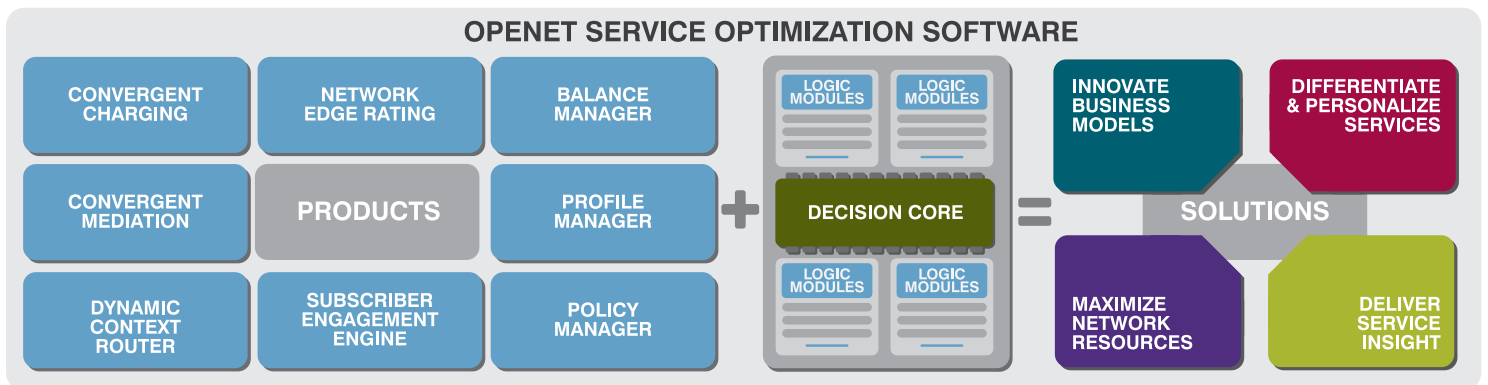 OPENET SERVICE OPTIMIZATION SOFTWARE
CONVERGENT
CHARGING
NETWORK
EDGE RATING
BALANCE
MANAGER
CONVERGENT
MEDIATION
PRODUCTS
PROFILE
MANAGER
DYNAMIC
CONTEXT
ROUTER
SUBSCRIBER
ENGAGEMENT
ENGINE
POLICY
MANAGER
+
LOGIC
MODULES
LOGIC
MODULES
DECISION CORE
LOGIC
MODULES
LOGIC
MODULES
=
INNOVATE
BUSINESS
MODELS
DIFFERENTIATE
& PERSONALIZE
SERVICES
SOLUTIONS
MAXIMIZE
NETWORK
RESOURCES
DELIVER
SERVICE
INSIGHT